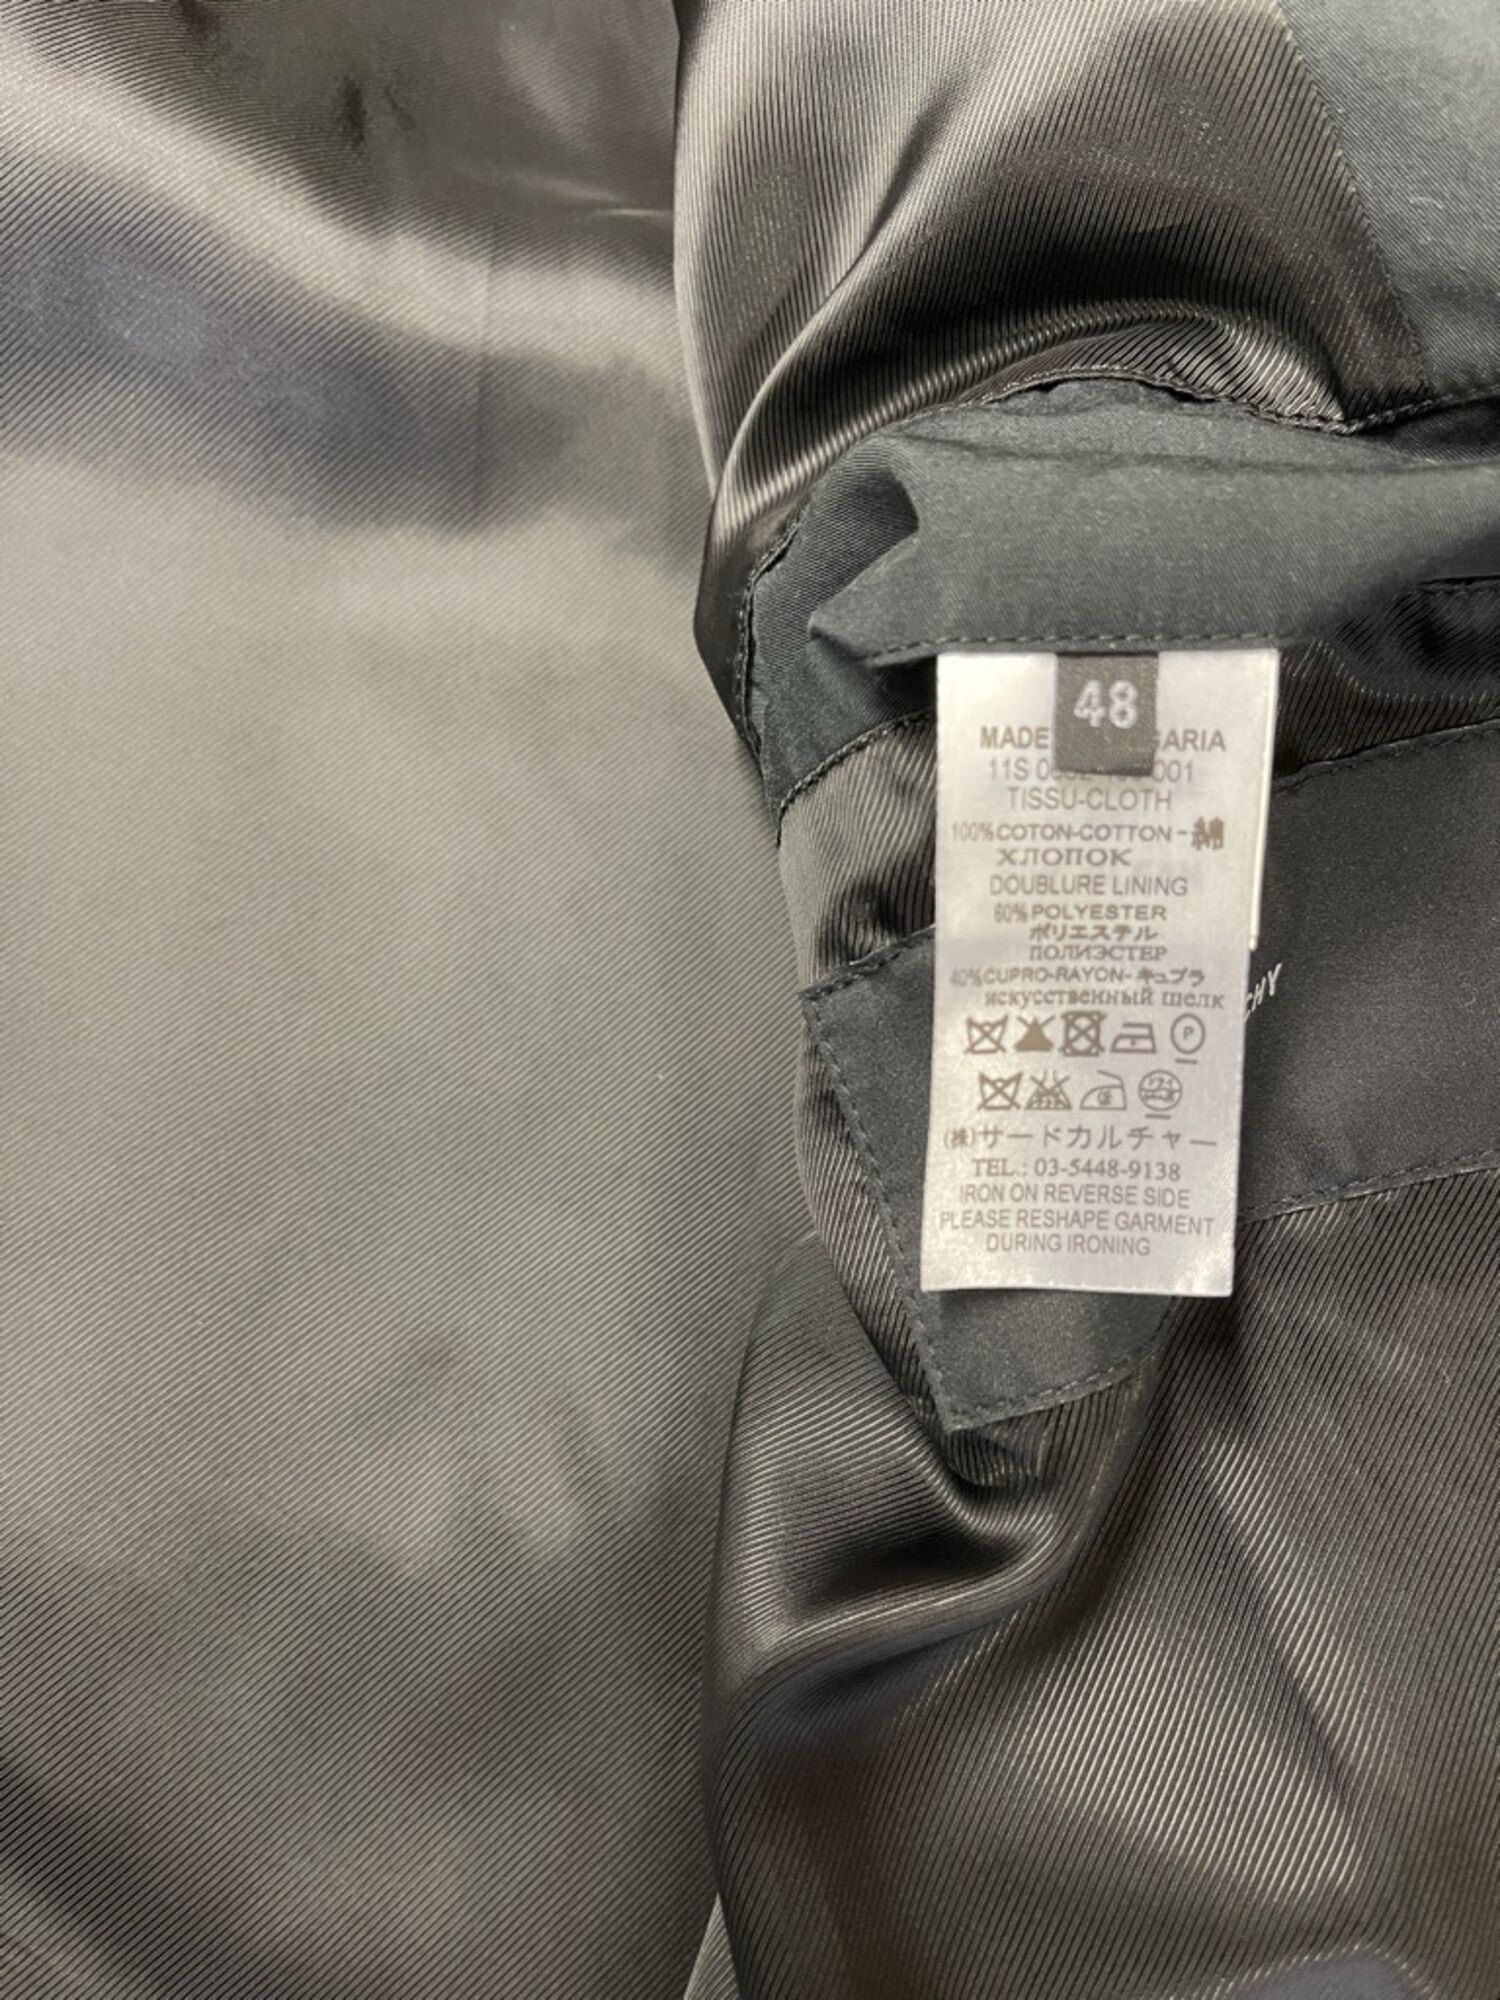 48
MADE GARIA
11S 001
TISSU-CLOTH
100% COTON-COTTON-綿
ХЛОПОК
DOUBLURE LINING
60% POLYESTER
ポリエステル
ПОЛИЭСТЕР
40% CUPRO-RAYON-キュプラ
искусственный шелк
CHY
P
(株)サードカルチャー
TEL.: 03-5448-9138
IRON ON REVERSE SIDE
PLEASE RESHAPE GARMENT
DURING IRONING